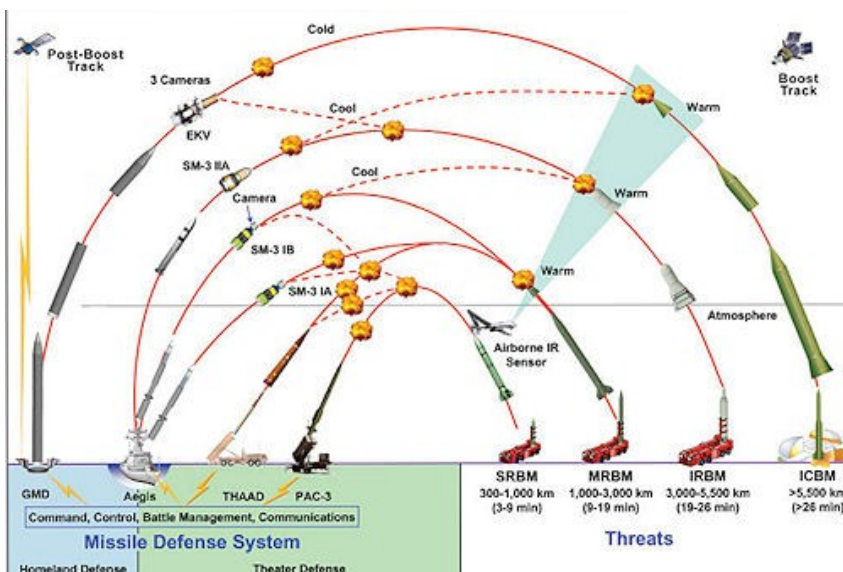 Post-Boost
Track
3 Cameras
Cold
Boost
Track
EKV
Cool
Warm
SM-3 IIA
Camera
Cool
Warm
SM-3 IB
Warm
SM-3 IA
Airborne IR
Sensor
Atmosphere
GMD
Aegis
THAAD
PAC-3
SRBM
300-1,000 km
(3-9 min)
MRBM
1,000-3,000 km
(9-19 min)
IRBM
3,000-5,500 km
(19-26 min)
ICBM
>5,500 km
(>26 min)
Command, Control, Battle Management, Communications
Missile Defense System
Threats
Homeland Defense
Theater Defense